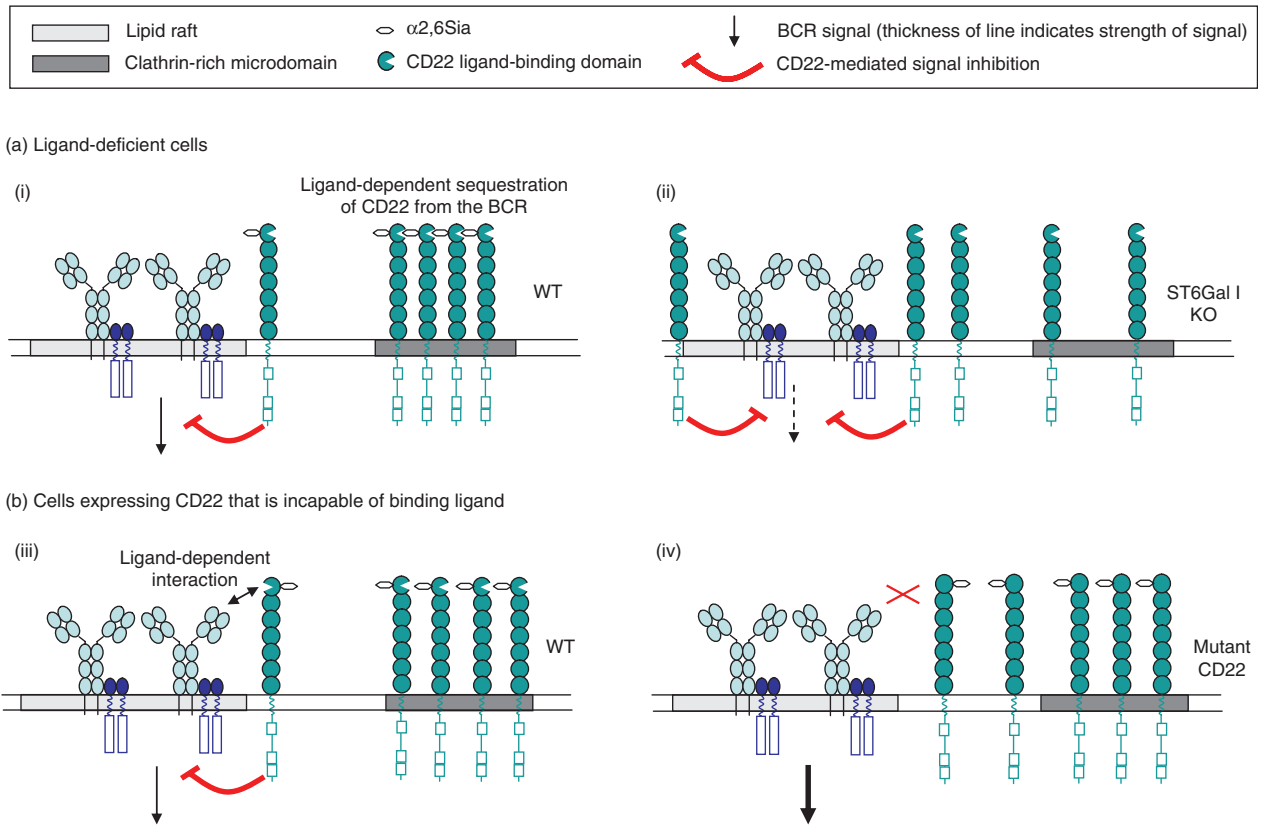 Lipid raft
Clathrin-rich microdomain
α2,6Sia
CD22 ligand-binding domain
BCR signal (thickness of line indicates strength of signal)
CD22-mediated signal inhibition
(a) Ligand-deficient cells
(i)
Ligand-dependent sequestration
of CD22 from the BCR
WT
(ii)
ST6Gal I
KO
(b) Cells expressing CD22 that is incapable of binding ligand
(iii)
Ligand-dependent
interaction
WT
(iv)
Mutant
CD22